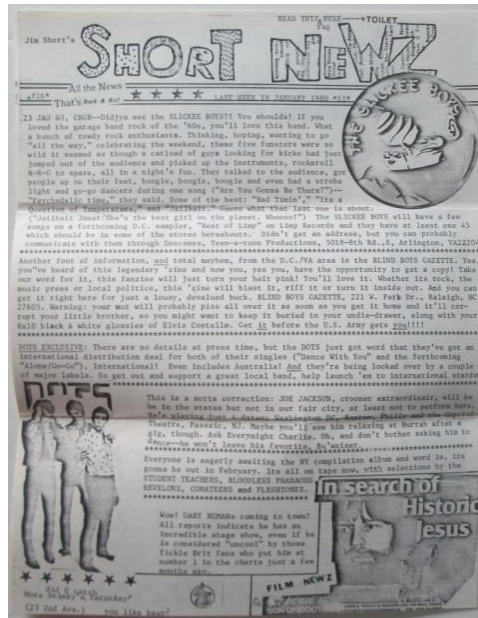 READ THIS HERE → TOILET
Jim Short's
SHORT NEWZ
All the News
That's Rock & Roll
LAST WEEK IN JANUARY 1980
THE SLICKEE BOYS
23 JAN 80, CBGB--Didjya see the SLICKEE BOYS?! You shoulda! If you
loved the garage band rock of the '60s, you'll love this band. What
a bunch of rowdy rock enthusiasts. Thinking, hoping, wanting to go
"all the way," celebrating the weekend, these five funsters were so
wild it seemed as though a carload of guys looking for kicks had just
jumped out of the audience and picked up the instruments, rockaroll
N-R-G to spare, all in a night's fun. They talked to the audience, got
people up on their feet, boogie, boogie, boogie and even had a strobe
light and go-go dancers during one song ("Are You Gonna Be There?")--
"Psychedelic time," they said. Some of the best: "Bad Timin'," "Its a
Question of Temperature," and "Jailbait." Guess what that last one is about.
("Jailbait Janet/She's the best girl on the planet. Whoooo!") The SLICKEE BOYS will have a few
songs on a forthcoming D.C. sampler, "Best of Limp" on Limp Records and they have at least one 45
which should be in some of the stores hereabouts. Didn't get an address, but you can probably
communicate with them through Descenes, Teen-a-toon Productions, 5018-8th Rd.,S, Arlington, VA22204
Another font of information, and total mayhem, from the D.C./VA area is the BLIND BOYS GAZETTE. Yes,
you've heard of this legendary 'zine and now you, yes you, have the opportunity to get a copy! Take
our word for it, this fanzine will just turn your hair pink! You'll love it. Whether its rock, the
music press or local politics, this 'zine will blast it, riff it or turn it inside out. And you can
get it right here for just a lousy, devalued buck. BLIND BOYS GAZETTE, 221 W. Park Dr., Raleigh, NC
27605. Warning: your mut will probably piss all over it as soon as you get it home and it'll cor-
rupt your little brother, so you might want to keep it buried in your undie-drawer, along with your
8x10 black & white glossies of Elvis Costello. Get it before the U.S. Army gets you!!!!
DOTS EXCLUSIVE: There are no details at press time, but the DOTS just got word that they've got an
international distribution deal for both of their singles ("Dance With You" and the forthcoming
"Alone/Go-Go"). International! Even includes Australia! And they're being looked over by a couple
of major labels. So get out and support a great local band, help launch 'em to international stardom
DOTS
This is a sorta correction: JOE JACKSON, crooner extraordinair, will be
be in the states but not in our fair city, at least not to perform here.
He's playing just 4 dates: Washington DC, Boston, Philly and the Capitol
Theatre, Passaic, NJ. Maybe you'll see him relaxing at Hurrah after a
gig, though. Ask Everynight Charlie. Oh, and don't bother asking him to
dance--he won't leave his favorite, Bu'weiser.
Everyone is eagerly awaiting the NY compilation album and word is, its
gonna be out in February. Its all on tape now, with selections by the
STUDENT TEACHERS, BLOODLESS PHARAOHS
REVELONS, COMATEENS and FLESHTONES.
Wow! GARY NUMANs coming to town!
All reports indicate he has an
incredible stage show, even if he
is considered "uncool" by those
fickle Brit fans who put him at
number 1 in the charts just a few
months ago.
In search of
Historic
Jesus
FILM NEWZ
did U catch
Nuts Stinky's, Saturday?
(23 2nd Ave.) you like beer?